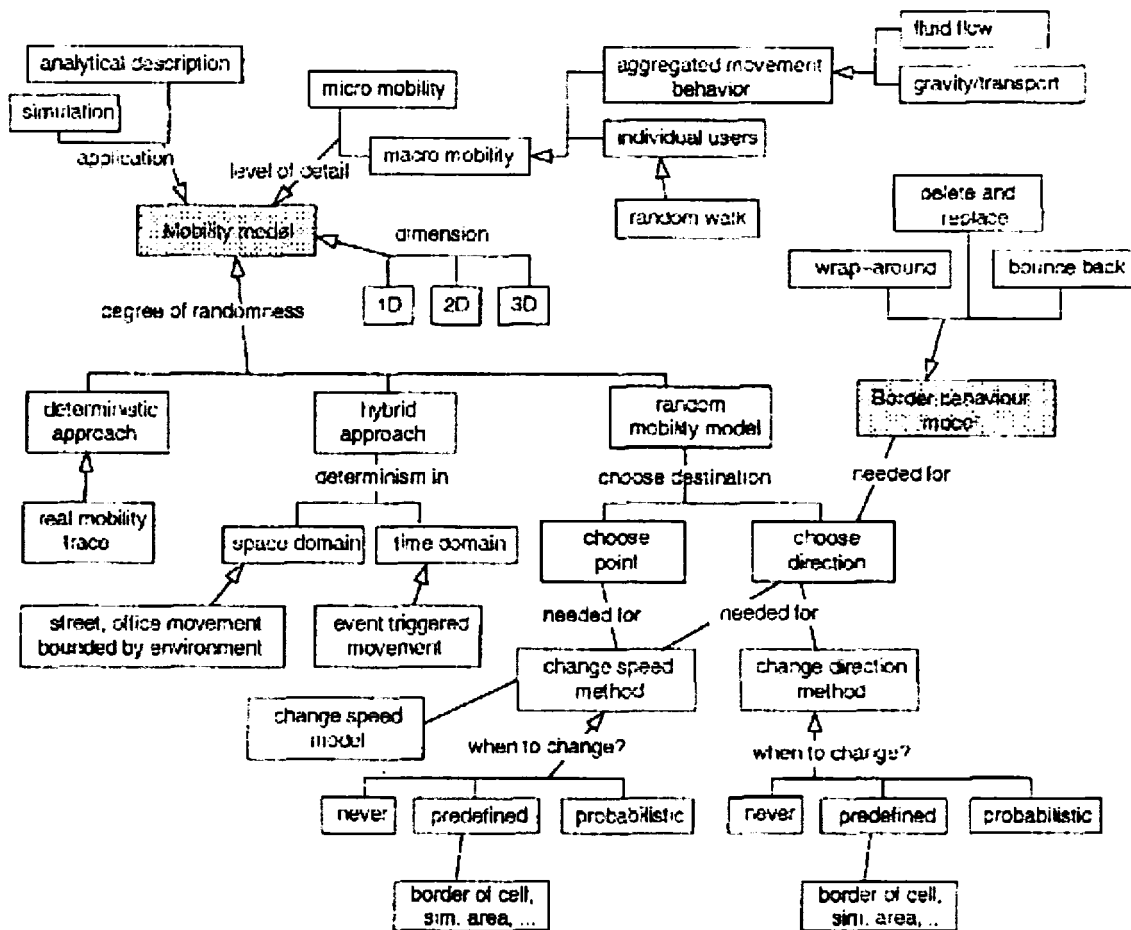 fluid flow
analytical description
aggregated movement
behavior
micro mobility
gravity/transport
simulation
individual users
macro mobility
application
level of detail
delete and
replace
random walk
Mobility model
dimension
wrap-around
bounce back
1D
2D
3D
degree of randomness
deterministic
approach
hybrid
approach
random
mobility model
Border behaviour
model
determinism in
choose destination
needed for
real mobility
trace
space domain
time domain
choose
point
choose
direction
street, office movement
bounded by environment
event triggered
movement
needed for
needed for
change speed
method
change direction
method
change speed
model
when to change?
when to change?
never
predefined
probabilistic
never
predefined
probabilistic
border of cell,
sim. area, ...
border of cell,
sim. area, ..